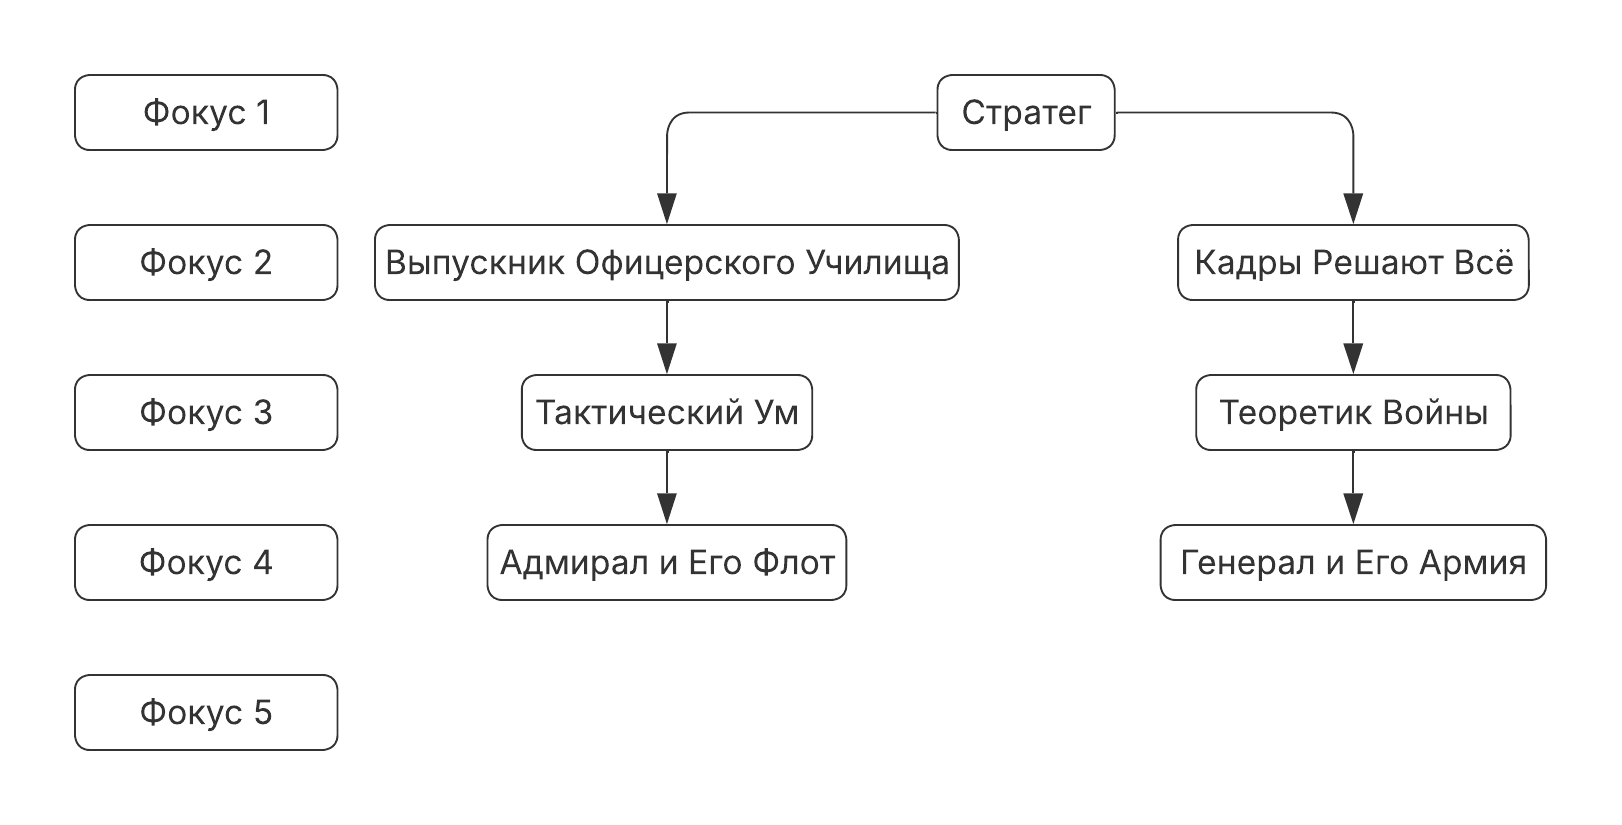 Фокус 1
Стратег
Фокус 2
Выпускник Офицерского Училища
Кадры Решают Всё
Фокус 3
Тактический Ум
Теоретик Войны
Фокус 4
Адмирал и Его Флот
Генерал и Его Армия
Фокус 5